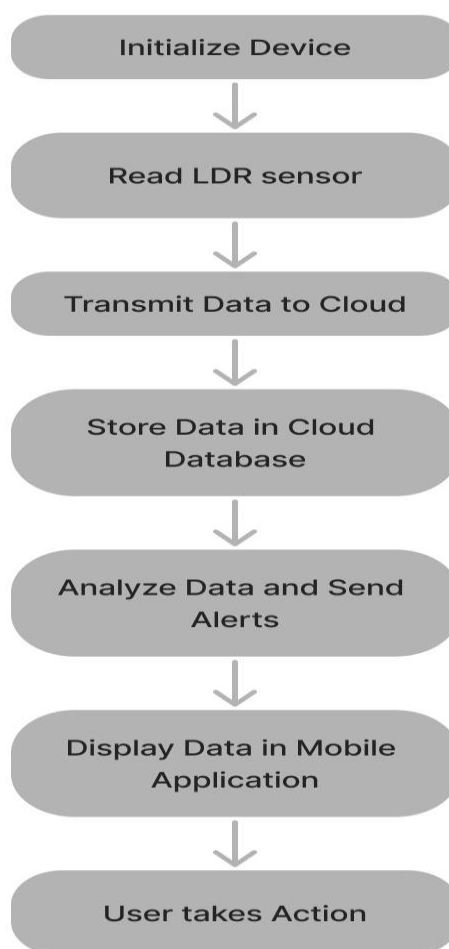 Initialize Device
Read LDR sensor
Transmit Data to Cloud
Store Data in Cloud
Database
Analyze Data and Send
Alerts
Display Data in Mobile
Application
User takes Action